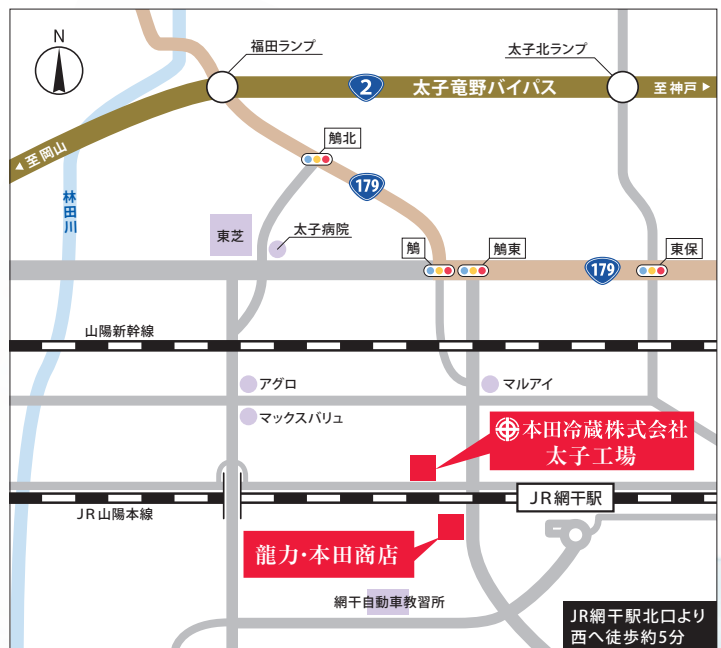 N
福田ランプ
太子北ランプ
2
太子竜野バイパス
至神戸
至岡山
鵤北
179
林田川
東芝
太子病院
鵤
鵤東
179
東保
山陽新幹線
アグロ
マルアイ
マックスバリュ
本田冷蔵株式会社
太子工場
JR網干駅
JR山陽本線
龍力・本田商店
網干自動車教習所
JR網干駅北口より
西へ徒歩約5分